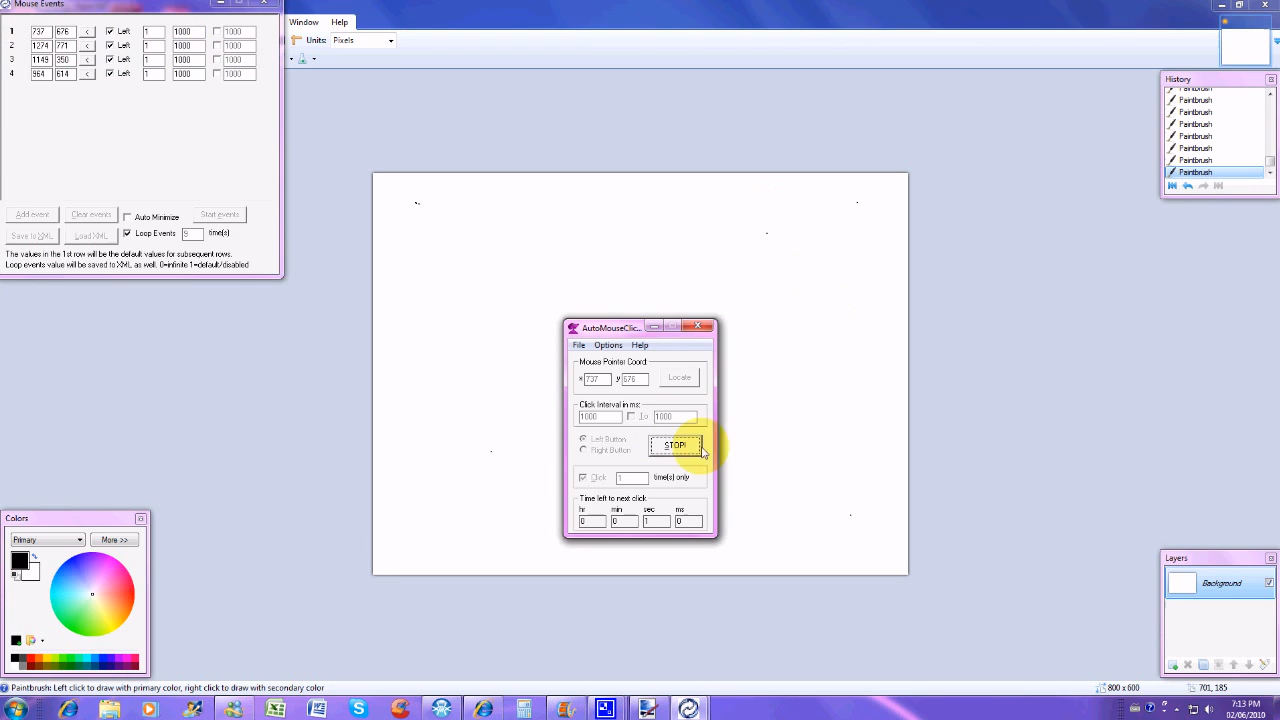 Mouse Events
1 737 676 < Left 1 1000 1000
2 1274 771 < Left 1 1000 1000
3 1149 350 < Left 1 1000 1000
4 964 614 < Left 1 1000 1000
Add event Clear events Auto Minimize Start events
Save to XML Load XML Loop Events 9 time(s)
The values in the 1st row will be the default values for subsequent rows.
Loop events value will be saved to XML as well. 0=infinite 1=default/disabled
Window Help
Units: Pixels
History
Paintbrush
Paintbrush
Paintbrush
Paintbrush
Paintbrush
Paintbrush
Paintbrush
Paintbrush
AutoMouseClic...
File Options Help
Mouse Pointer Coord:
x 737 y 676 Locate
Click Interval in ms:
1000 To 1000
Left Button
Right Button
STOP!
Click 1 time(s) only
Time left to next click
hr min sec ms
0 0 1 0
Colors
Primary More >>
Layers
Background
Paintbrush: Left click to draw with primary color, right click to draw with secondary color
800 x 600
701, 185
7:13 PM
02/06/2010